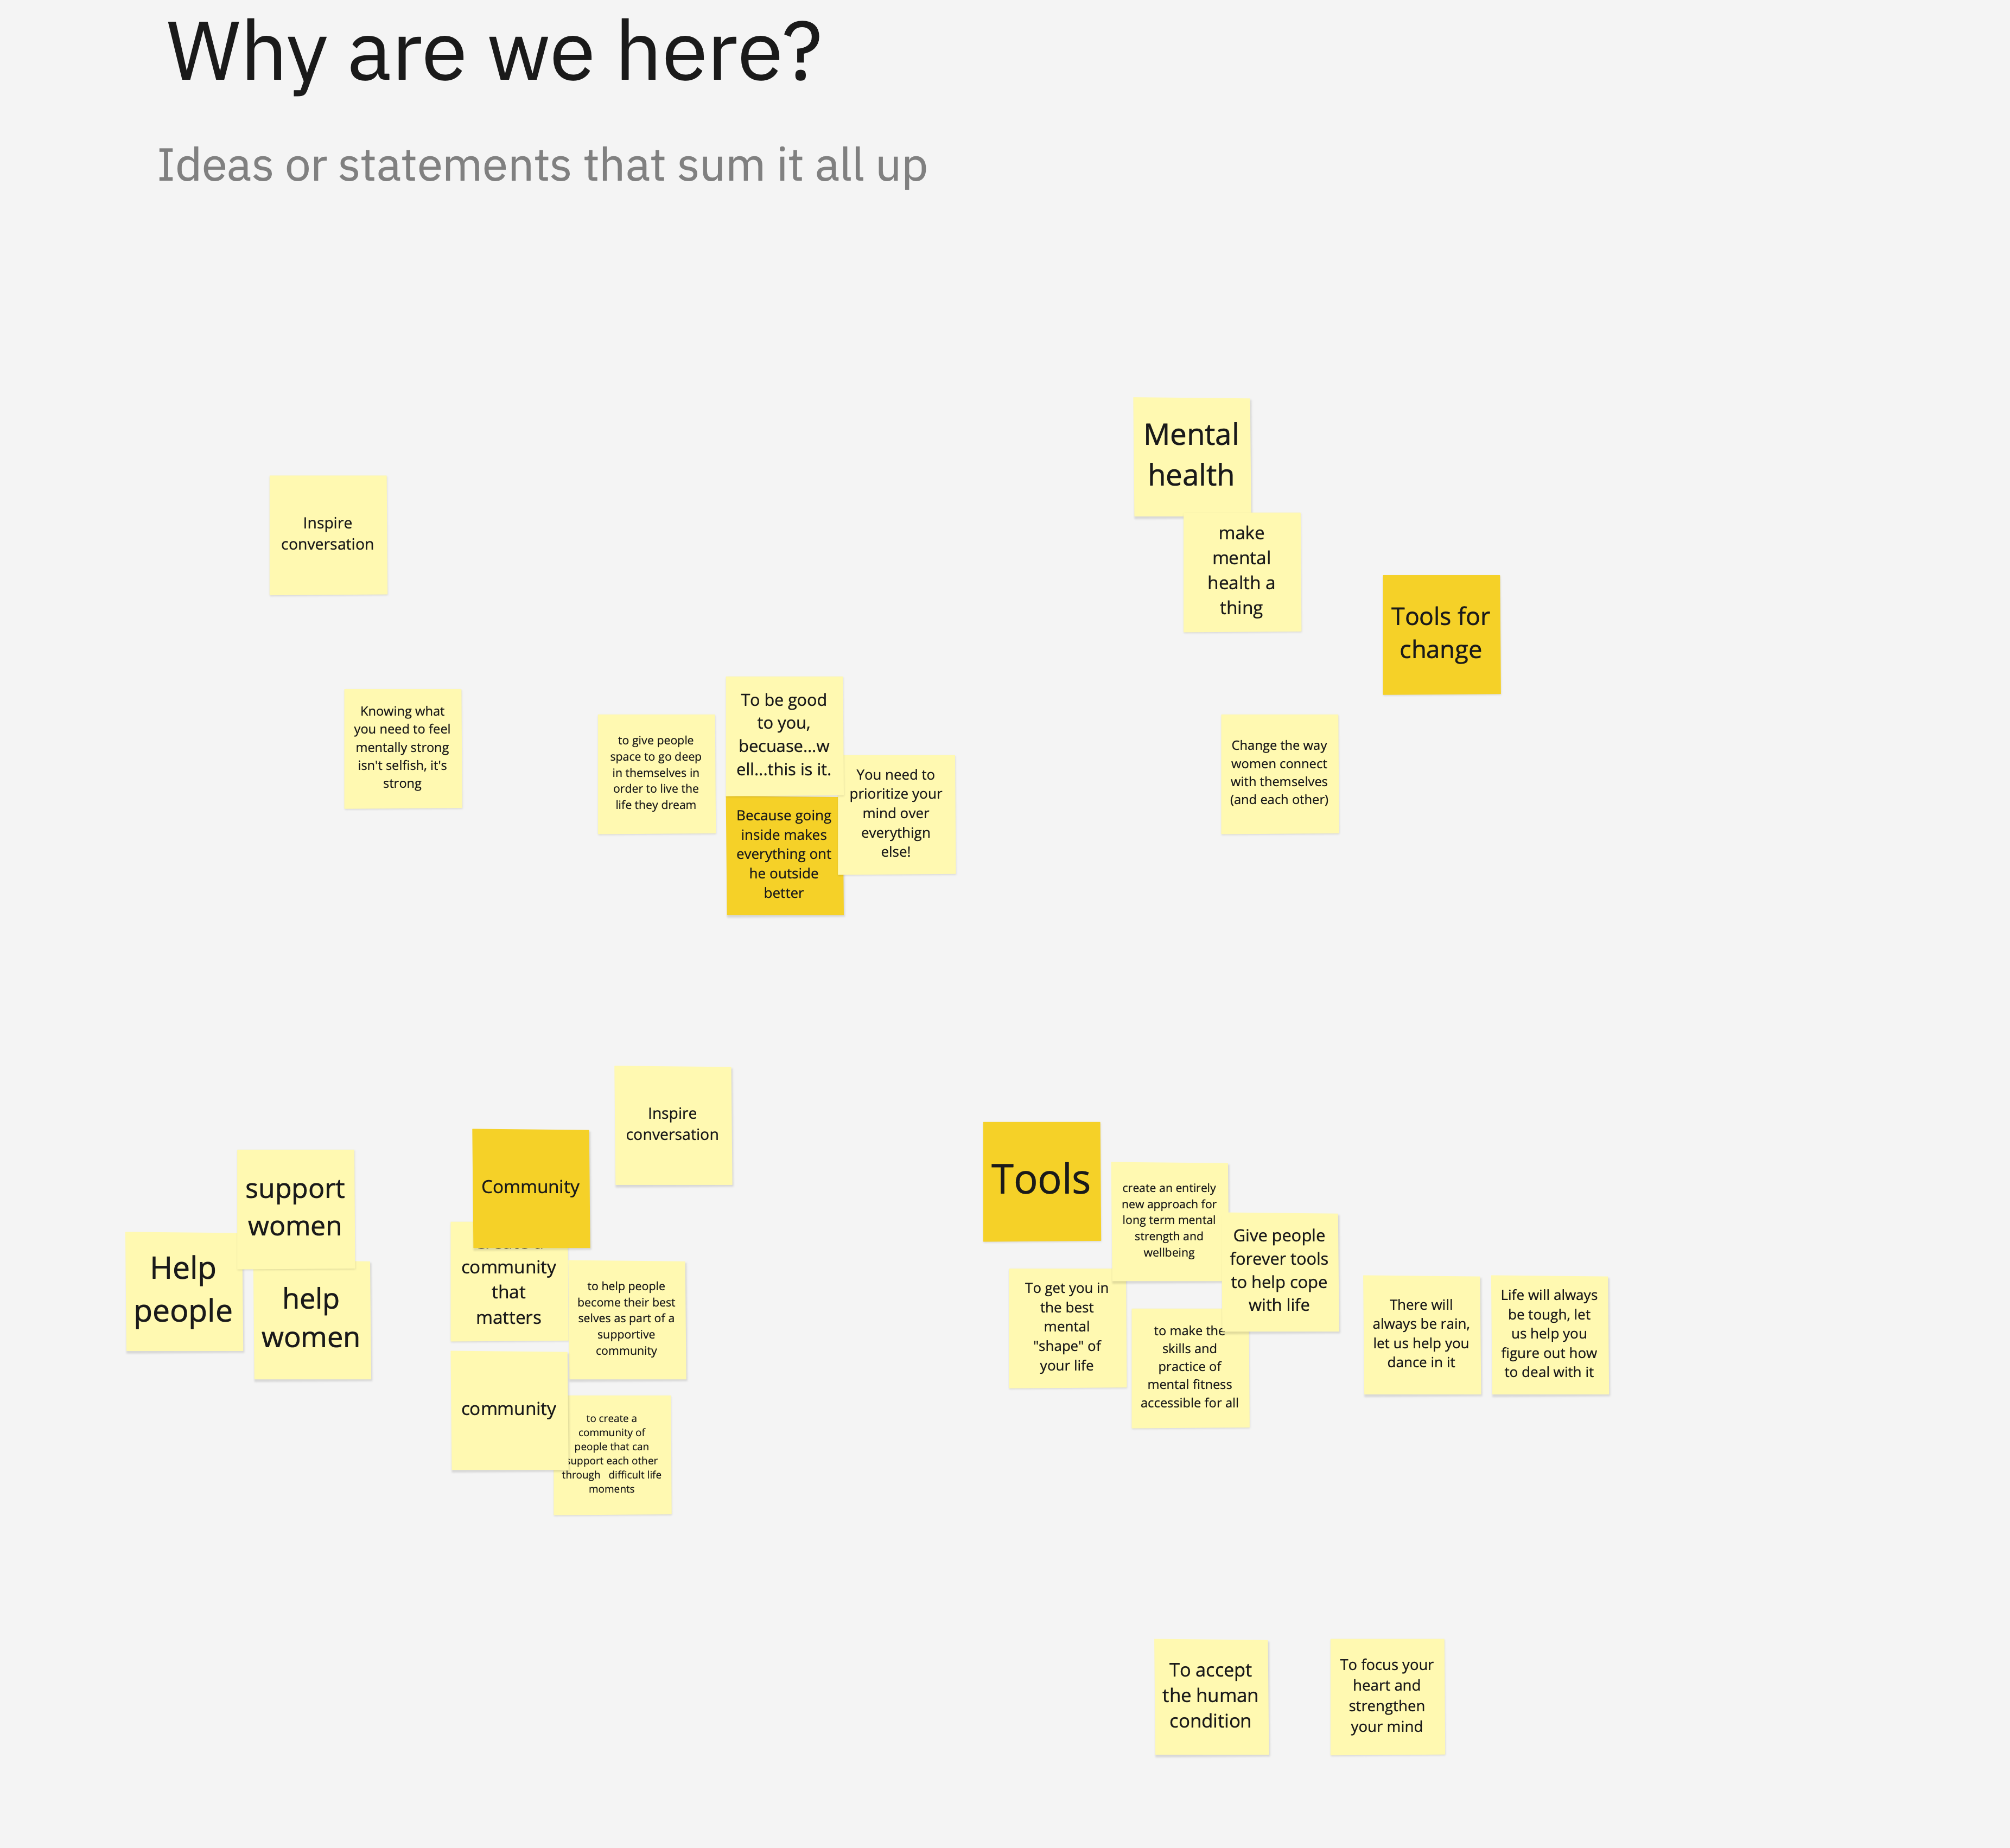 Why are we here?
Ideas or statements that sum it all up
Mental
health
Inspire
conversation
make
mental
health a
thing
Tools for
change
Knowing what
you need to feel
mentally strong
isn't selfish, it's
strong
to give people
space to go deep
in themselves in
order to live the
life they dream
To be good
to you,
becuase...w
ell...this is it.
You need to
prioritize your
mind over
everythign
else!
Because going
inside makes
everything ont
he outside
better
Change the way
women connect
with themselves
(and each other)
Inspire
conversation
Community
support
women
Help
people
help
women
community
that
matters
to help people
become their best
selves as part of a
supportive
community
community
to create a
community of
people that can
support each other
through   difficult life
moments
Tools
create an entirely
new approach for
long term mental
strength and
wellbeing
Give people
forever tools
to help cope
with life
To get you in
the best
mental
"shape" of
your life
to make the
skills and
practice of
mental fitness
accessible for all
There will
always be rain,
let us help you
dance in it
Life will always
be tough, let
us help you
figure out how
to deal with it
To accept
the human
condition
To focus your
heart and
strengthen
your mind